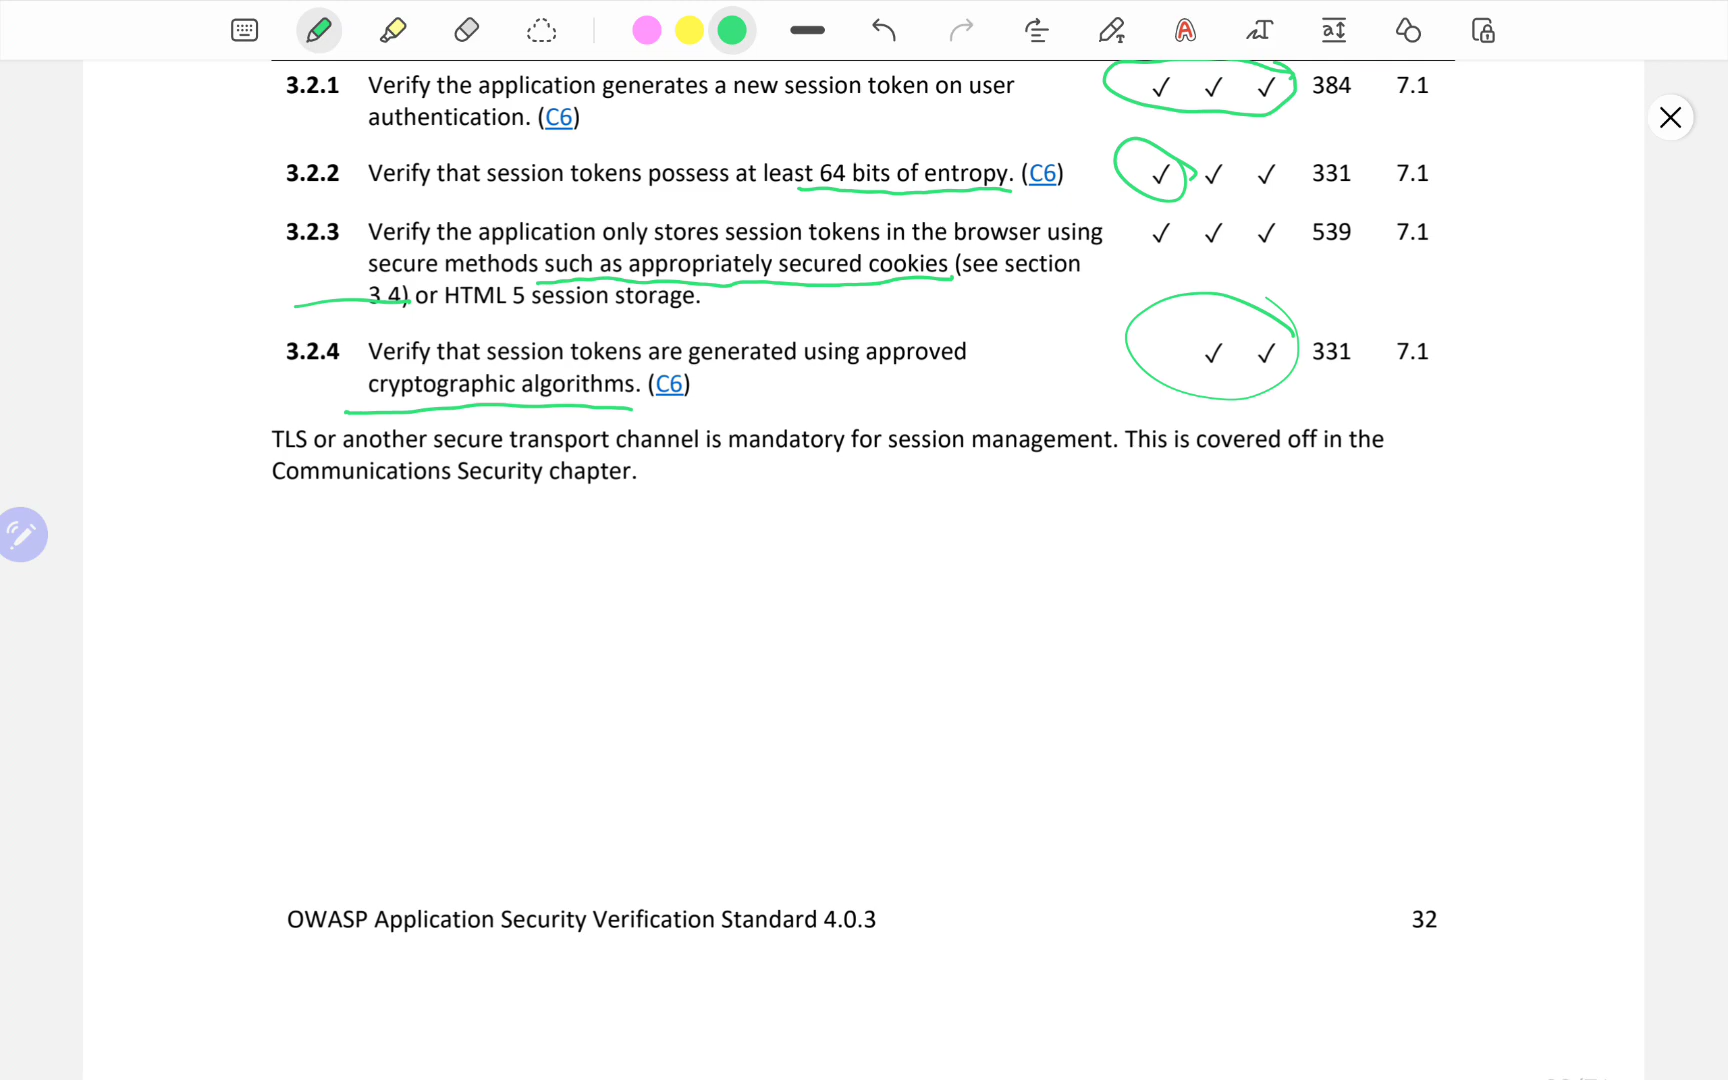 3.2.1 Verify the application generates a new session token on user ✓ ✓ ✓ 384 7.1
authentication. (C6)
3.2.2 Verify that session tokens possess at least 64 bits of entropy. (C6) ✓ ✓ ✓ 331 7.1
3.2.3 Verify the application only stores session tokens in the browser using ✓ ✓ ✓ 539 7.1
secure methods such as appropriately secured cookies (see section
3.4) or HTML 5 session storage.
3.2.4 Verify that session tokens are generated using approved ✓ ✓ 331 7.1
cryptographic algorithms. (C6)
TLS or another secure transport channel is mandatory for session management. This is covered off in the
Communications Security chapter.
OWASP Application Security Verification Standard 4.0.3 32